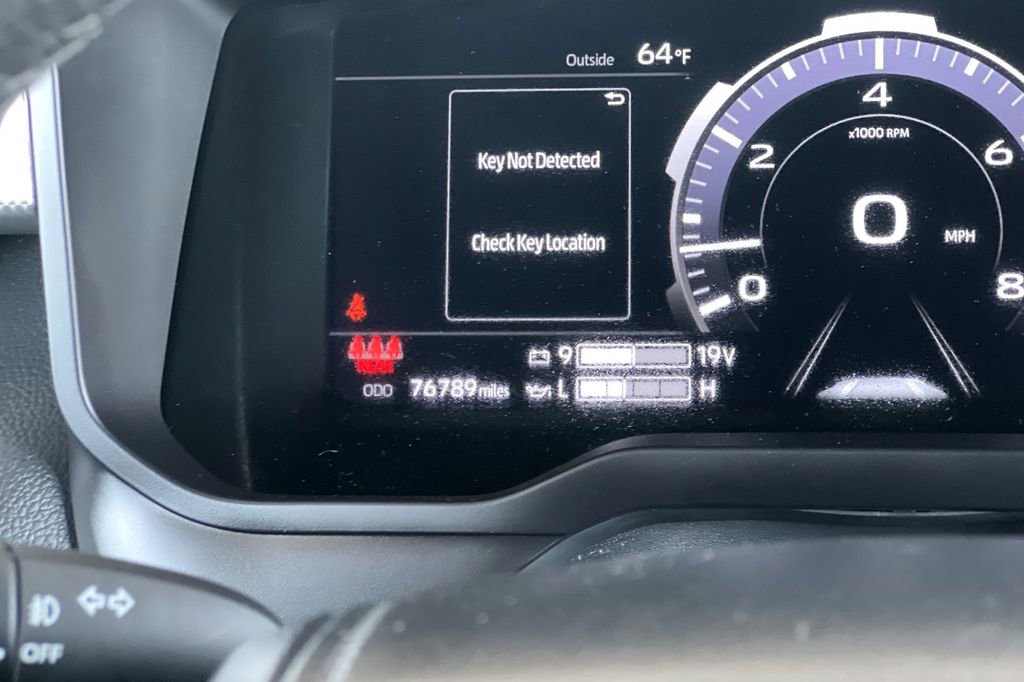 Outside 64°F
Key Not Detected
Check Key Location
0 2 4 6 8
x1000 RPM
0 MPH
REAR
9 19V
ODO 76789 miles L H
OFF